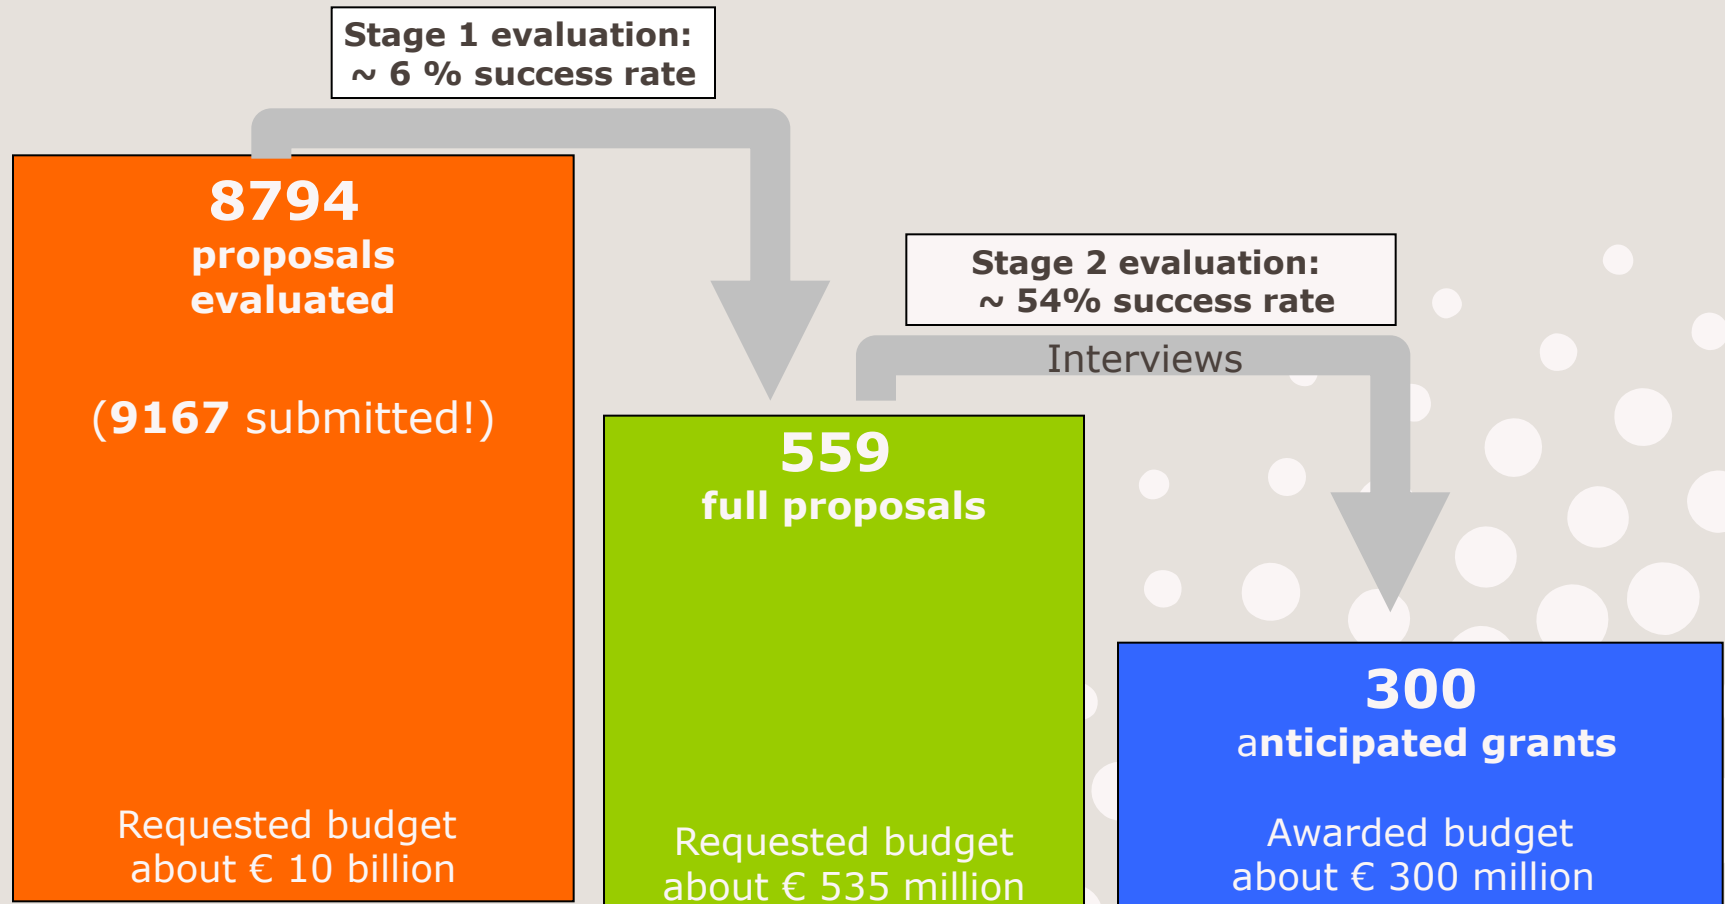 Stage 1 evaluation:
~ 6 % success rate
8794
proposals
evaluated
(9167 submitted!)
Requested budget
about € 10 billion
Stage 2 evaluation:
~ 54% success rate
Interviews
559
full proposals
Requested budget
about € 535 million
300
anticipated grants
Awarded budget
about € 300 million